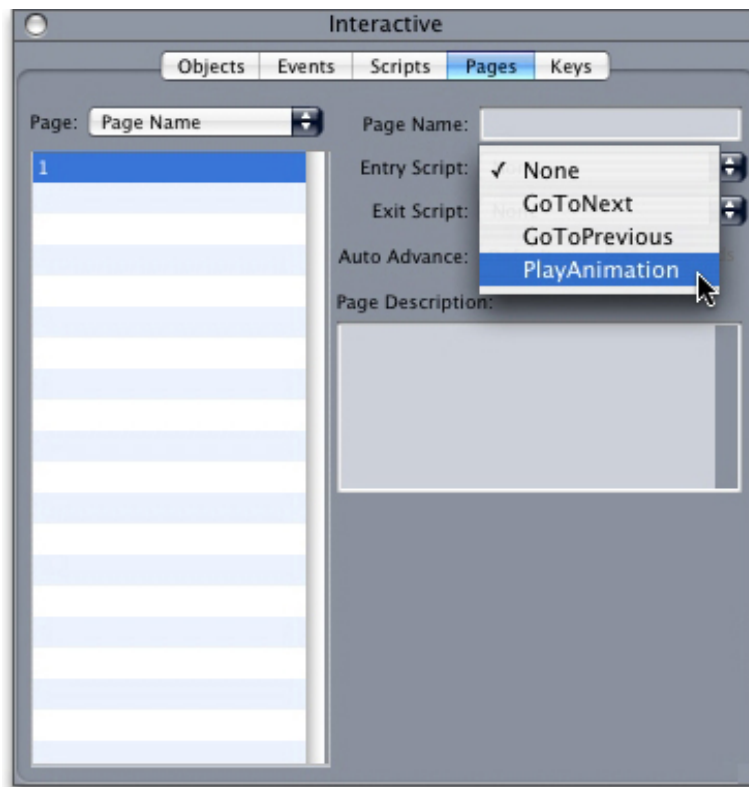 Interactive
Objects Events Scripts Pages Keys
Page: Page Name
1
Page Name:
Entry Script:
✓ None
GoToNext
GoToPrevious
PlayAnimation
Exit Script:
Auto Advance:
Page Description: